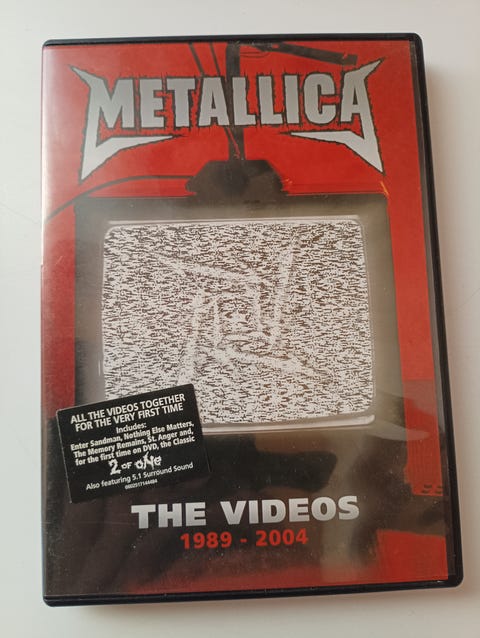 METALLICA
ALL THE VIDEOS TOGETHER
FOR THE VERY FIRST TIME
Includes:
Enter Sandman, Nothing Else Matters,
The Memory Remains, St. Anger and,
for the first time on DVD, the Classic
2 OF ONE
Also featuring 5.1 Surround Sound
0602517144484
THE VIDEOS
1989 - 2004